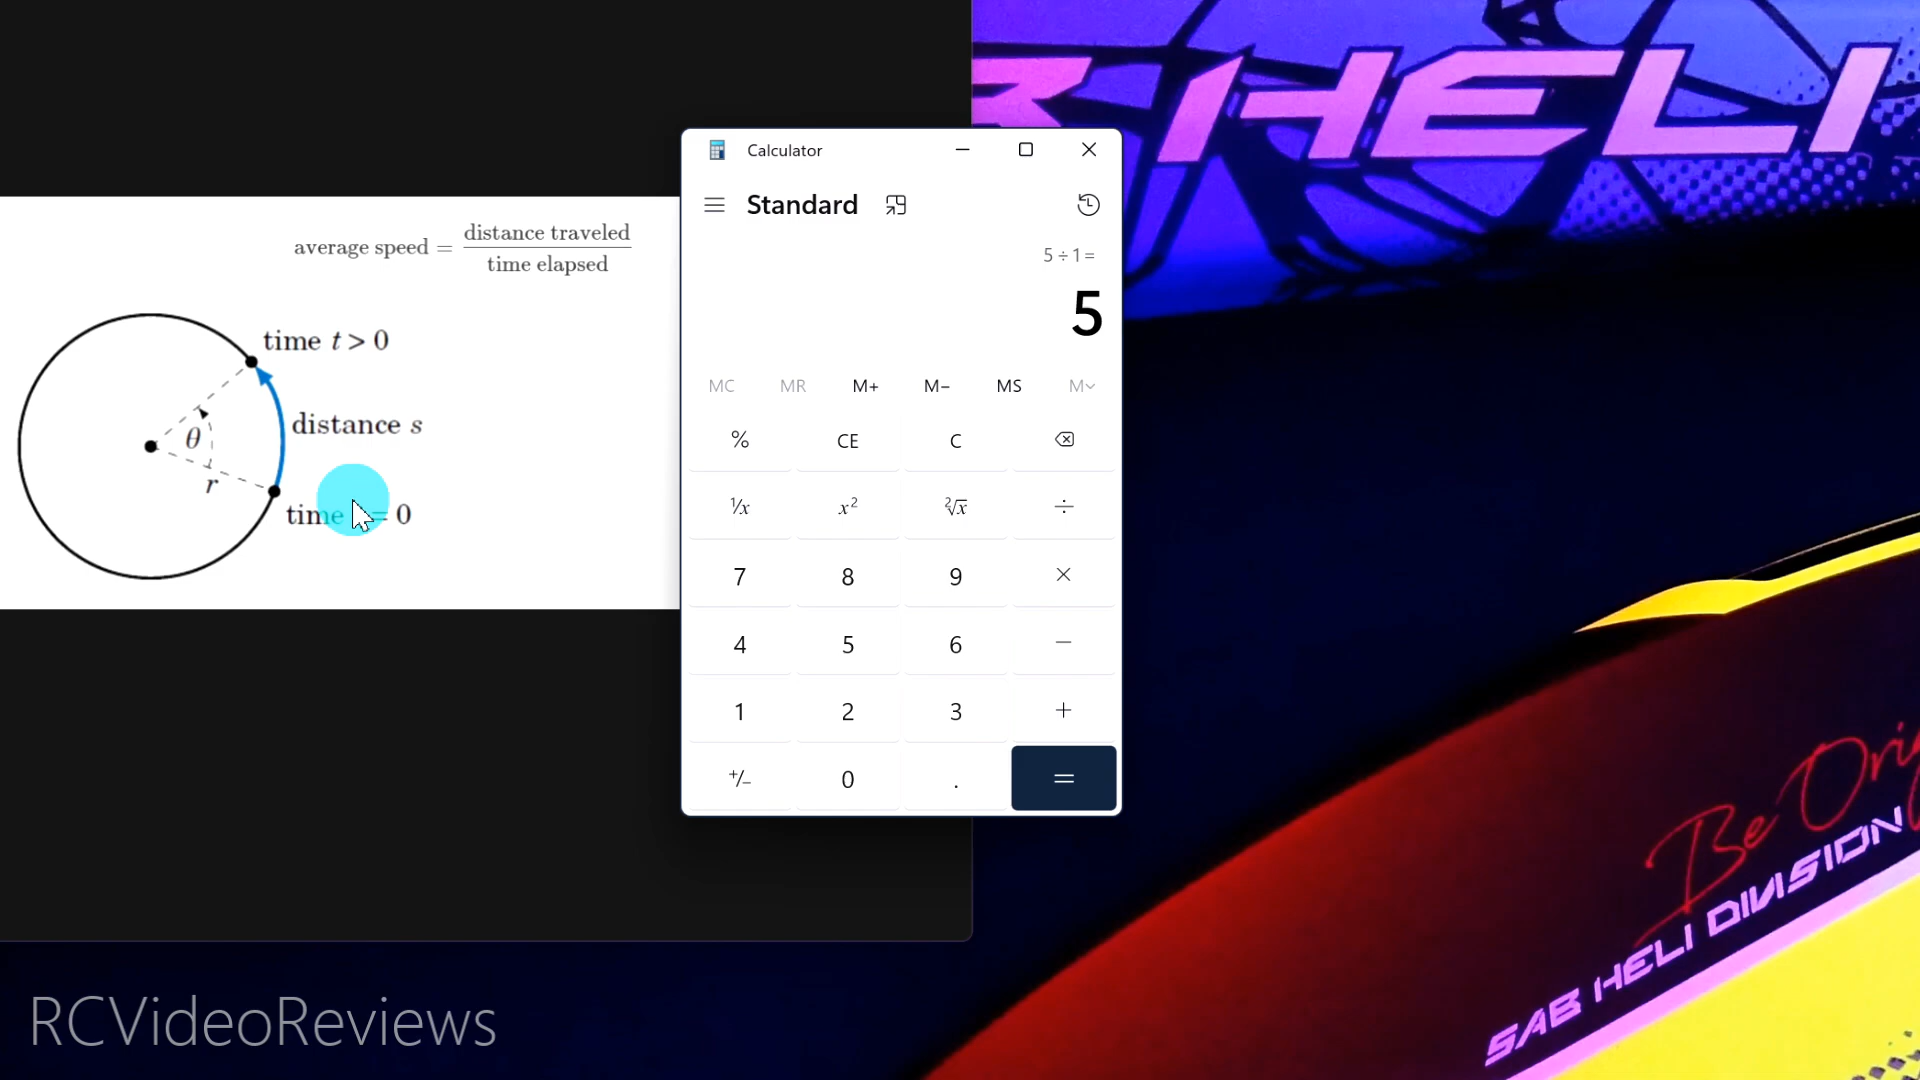 HELI
average speed = distance traveled / time elapsed
time t > 0
distance s
θ
r
time = 0
Calculator
Standard
5 ÷ 1 =
5
MC MR M+ M− MS M
% CE C
1/x x² ²√x ÷
7 8 9 ×
4 5 6 −
1 2 3 +
+/− 0 . =
Be
SAB HELI DIVISION
RCVideoReviews